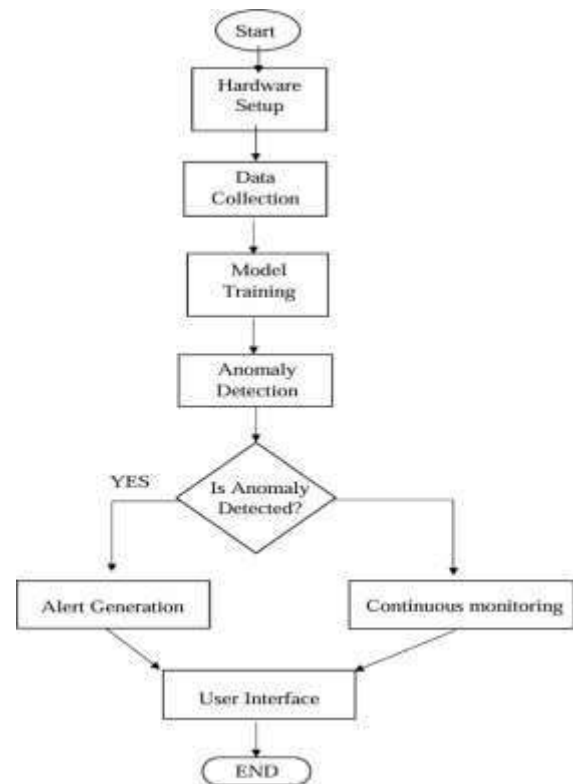 Start
Hardware
Setup
Data
Collection
Model
Training
Anomaly
Detection
YES
Is Anomaly
Detected?
Alert Generation
Continuous monitoring
User Interface
END